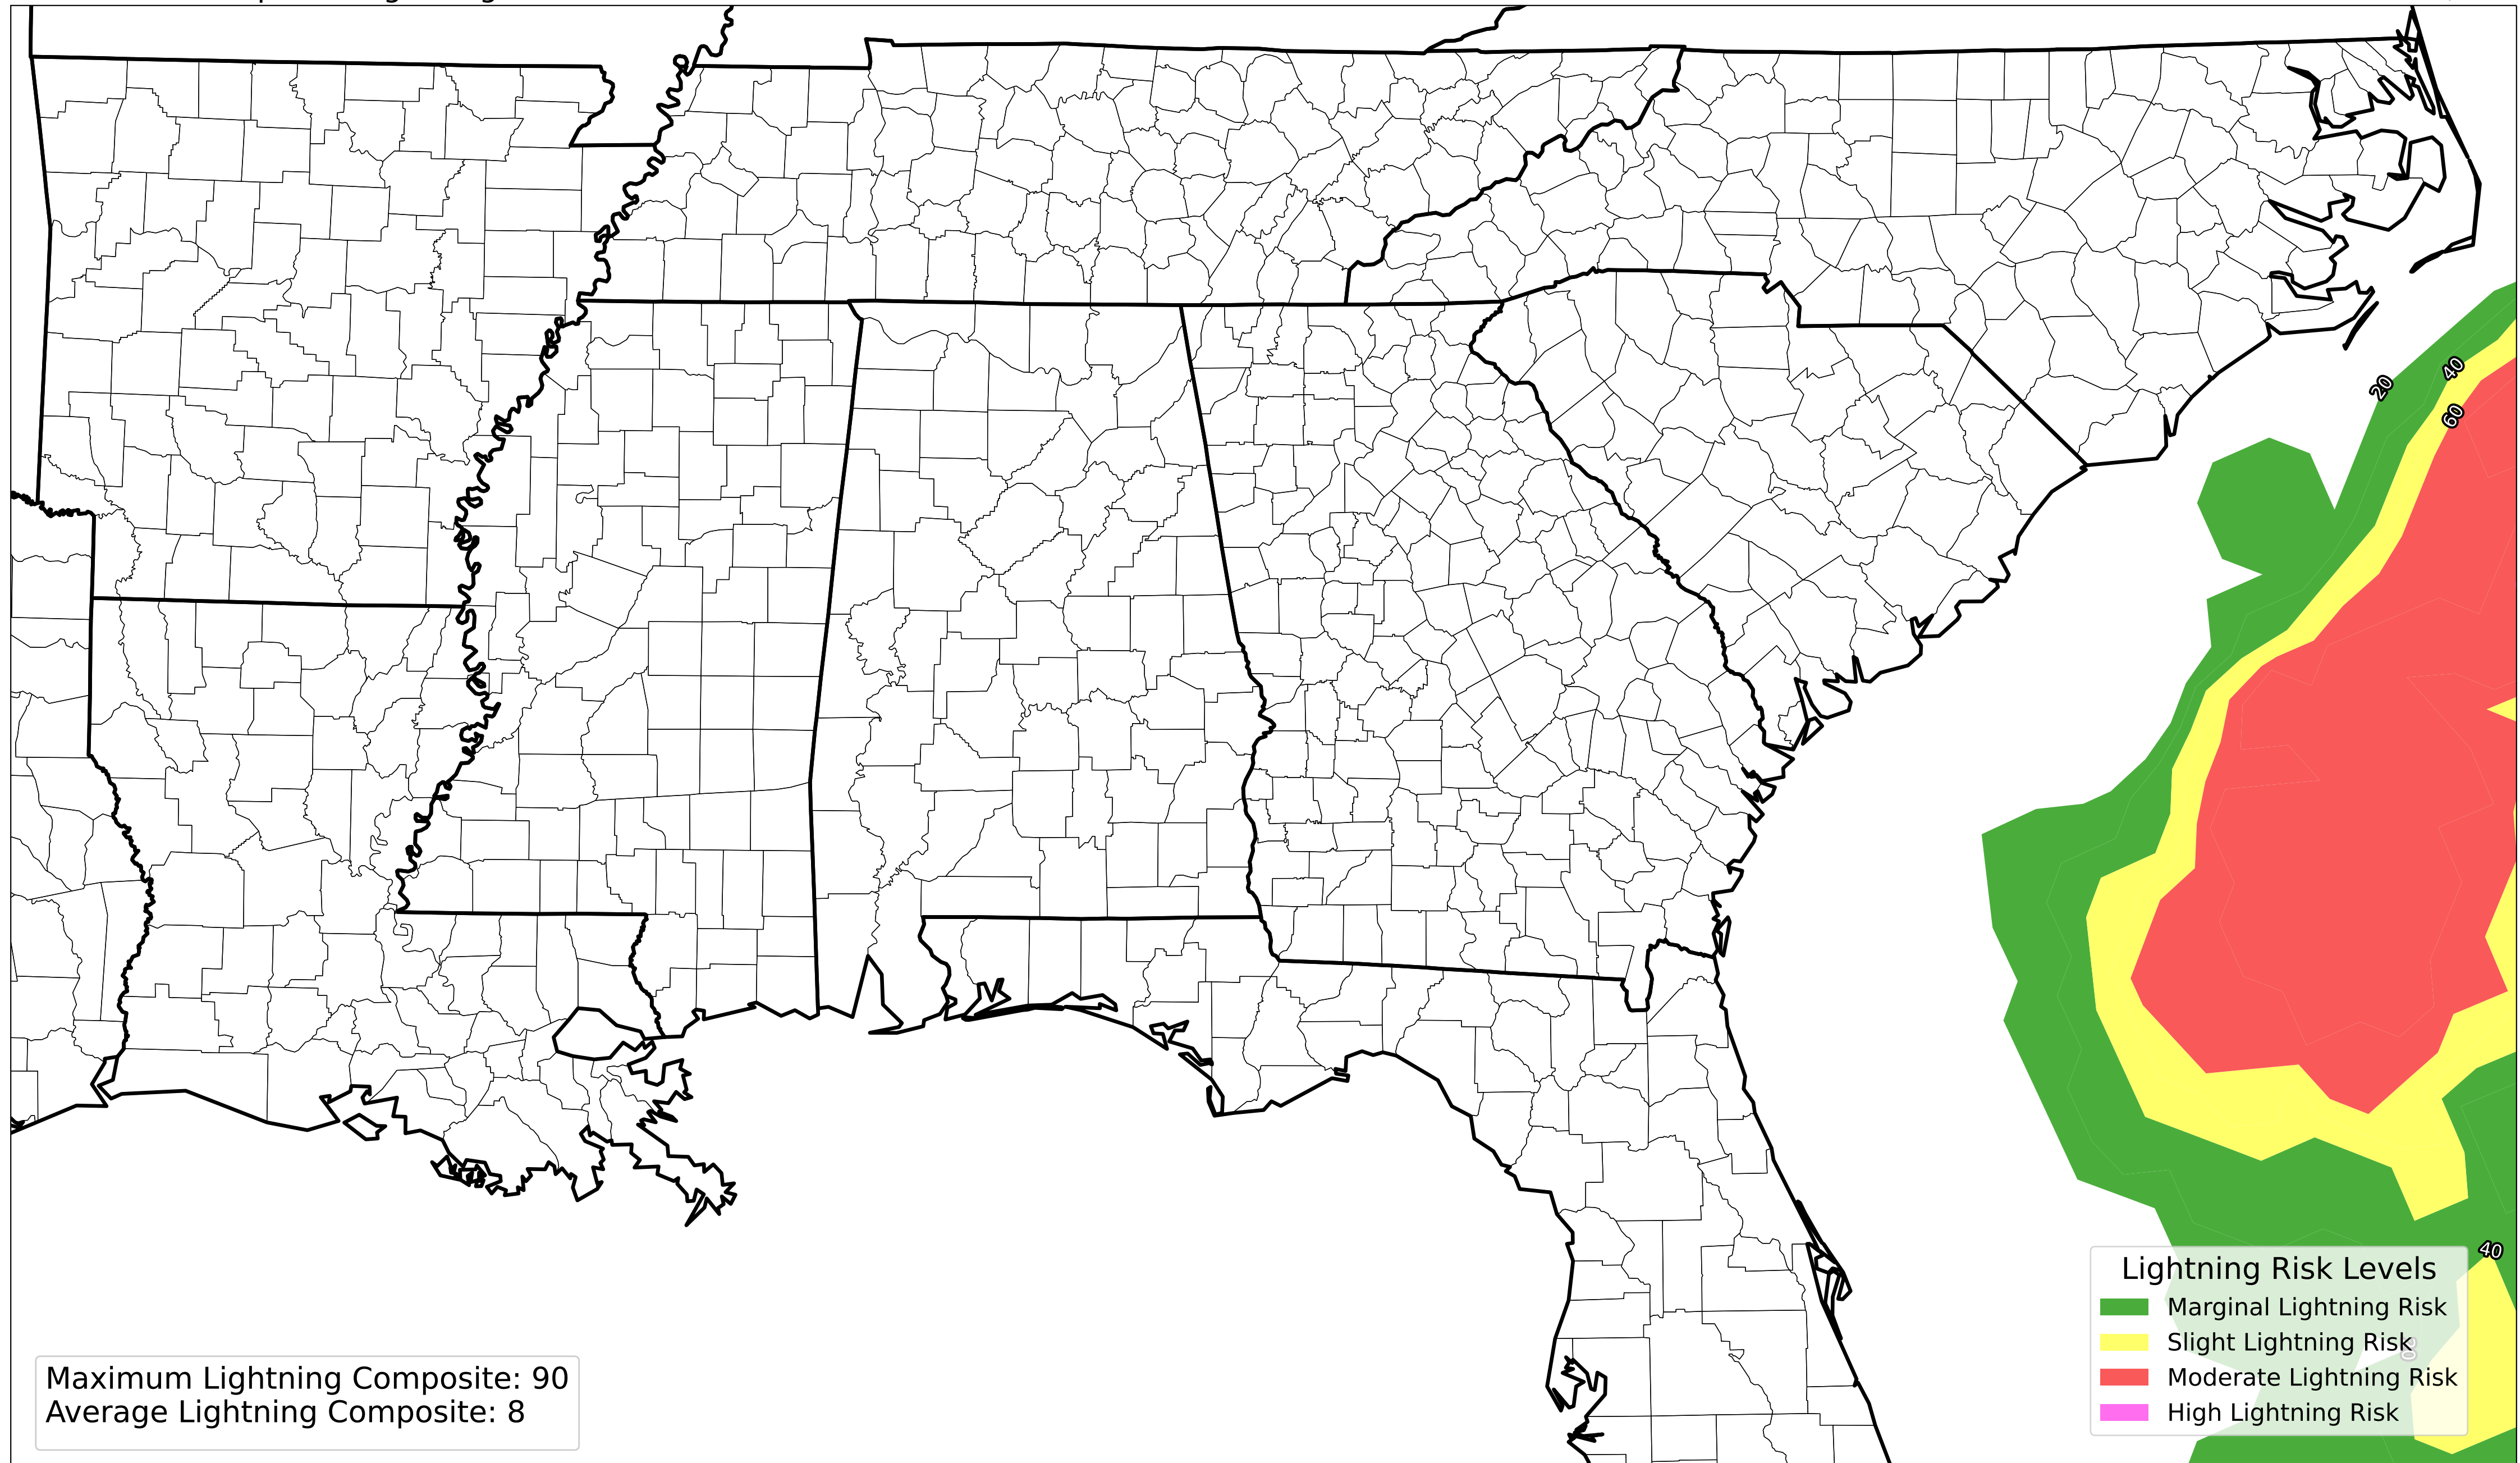 20
40
60
40
Lightning Risk Levels
Marginal Lightning Risk
Slight Lightning Risk
Moderate Lightning Risk
High Lightning Risk
Maximum Lightning Composite: 90
Average Lightning Composite: 8